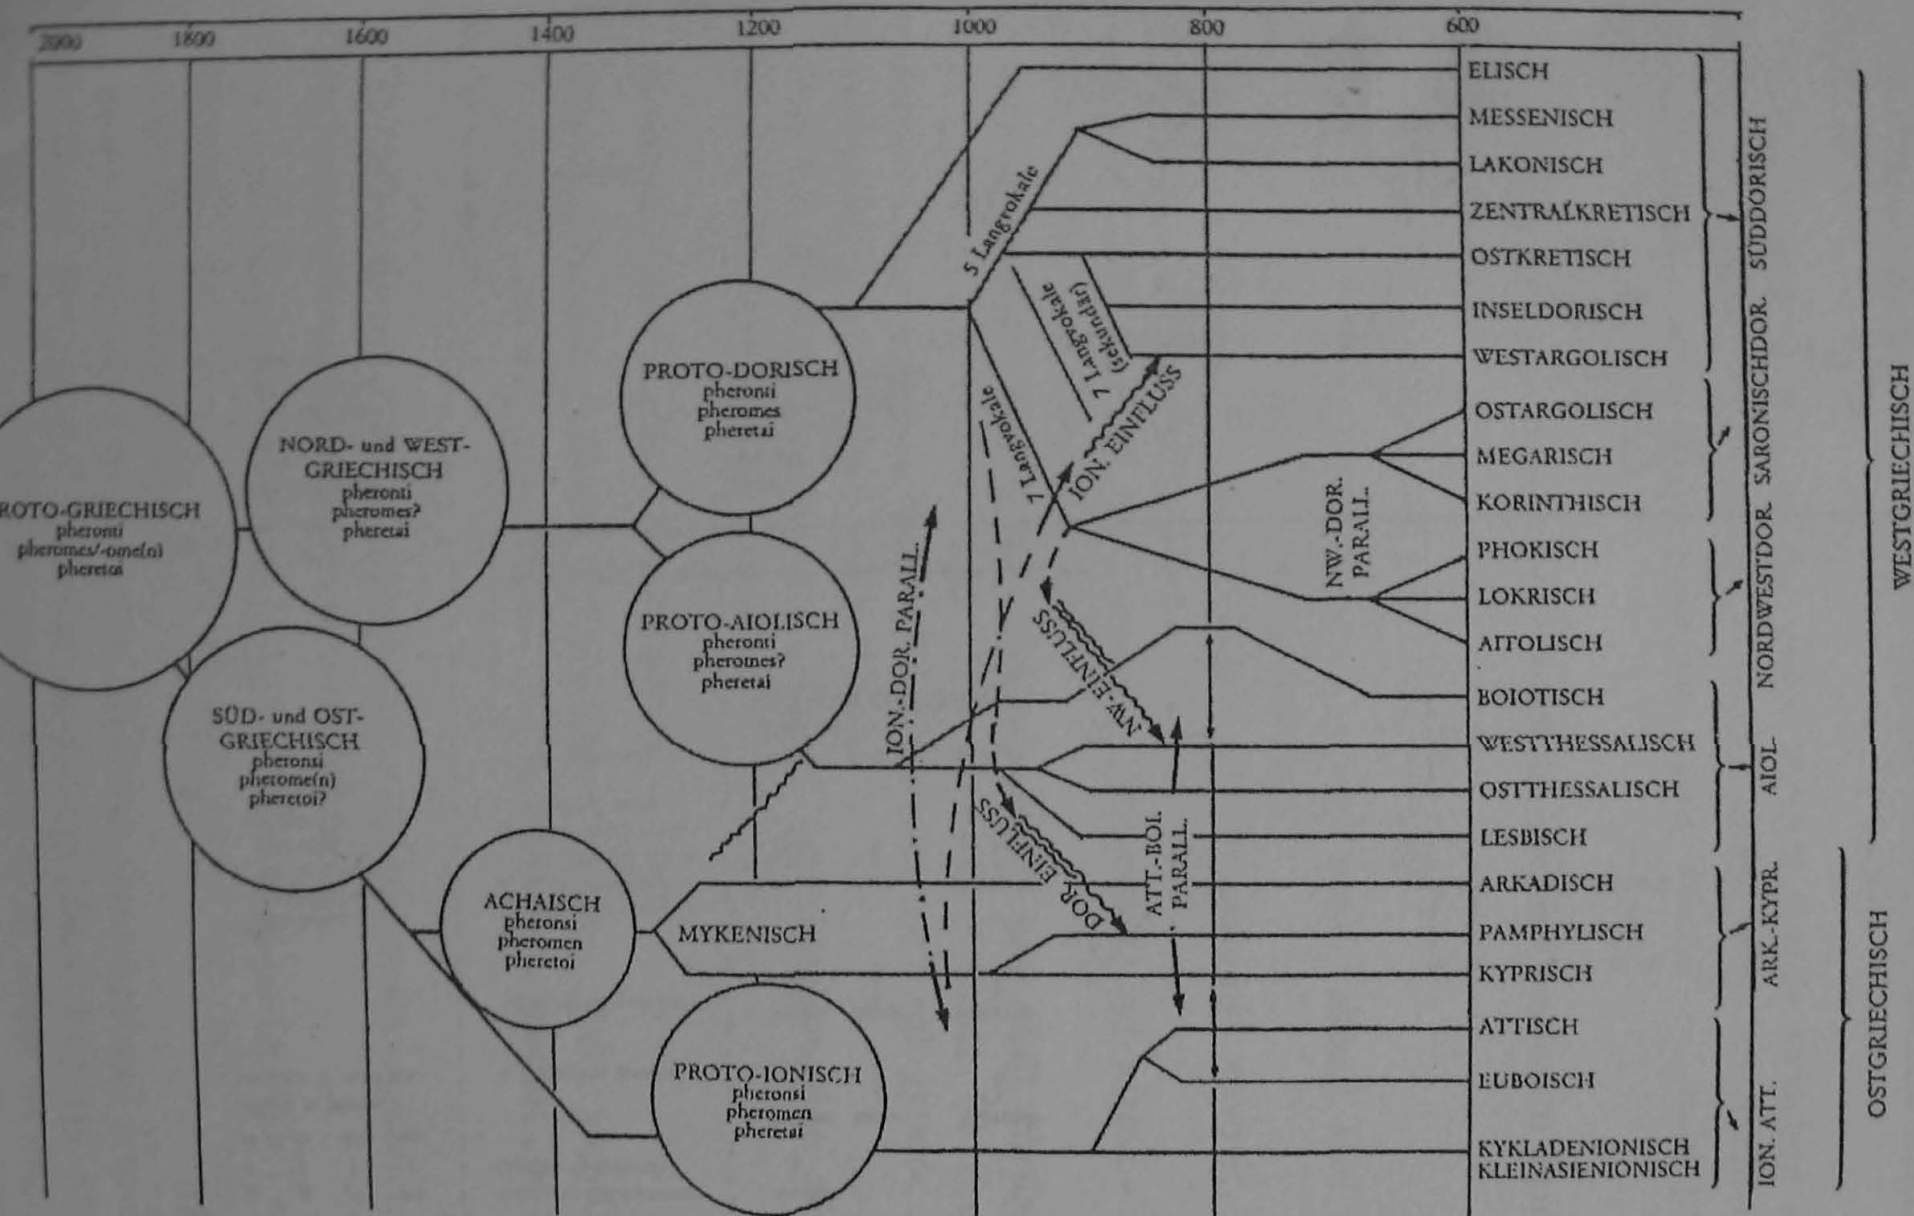 2000 1800 1600 1400 1200 1000 800 600
ROTO-GRIECHISCH
pheronti
pheromes/-ome(n)
pheretoi
NORD- und WEST-
GRIECHISCH
pheronti
pheromes?
pheretai
SÜD- und OST-
GRIECHISCH
pheronsi
pherome(n)
pheretoi?
PROTO-DORISCH
pheronti
pheromes
pheretai
PROTO-AIOLISCH
pheronti
pheromes?
pheretai
ACHAISCH
pheronsi
pheromen
pheretoi
MYKENISCH
PROTO-IONISCH
pheronsi
pheromen
pheretai
5 Langvokale
7 Langvokale
7 Langvokale
(sekundär)
ION. EINFLUSS
ION.-DOR. PARALL.
NW-EINFLUSS
DOR. EINFLUSS
ATT.-BOI.
PARALL.
NW.-DOR.
PARALL.
ELISCH
MESSENISCH
LAKONISCH
ZENTRALKRETISCH
OSTKRETISCH
INSELDORISCH
WESTARGOLISCH
OSTARGOLISCH
MEGARISCH
KORINTHISCH
PHOKISCH
LOKRISCH
AITOLISCH
BOIOTISCH
WESTTHESSALISCH
OSTTHESSALISCH
LESBISCH
ARKADISCH
PAMPHYLISCH
KYPRISCH
ATTISCH
EUBOISCH
KYKLADENIONISCH
KLEINASIENIONISCH
SÜDDORISCH
SARONISCHDOR.
NORDWESTDOR.
AIOL.
ARK.-KYPR.
ION. ATT.
WESTGRIECHISCH
OSTGRIECHISCH